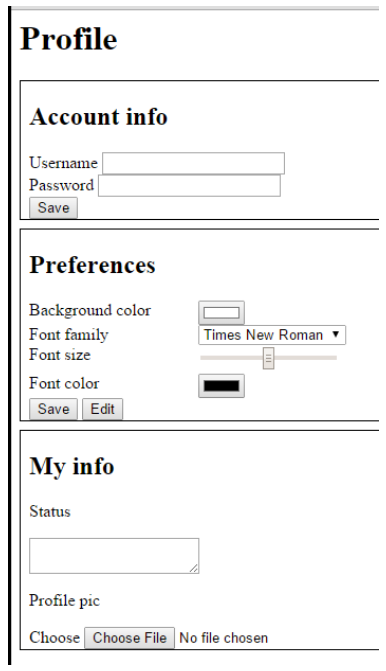 Profile
Account info
Username
Password
Save
Preferences
Background color
Font family Times New Roman
Font size
Font color
Save Edit
My info
Status
Profile pic
Choose Choose File No file chosen